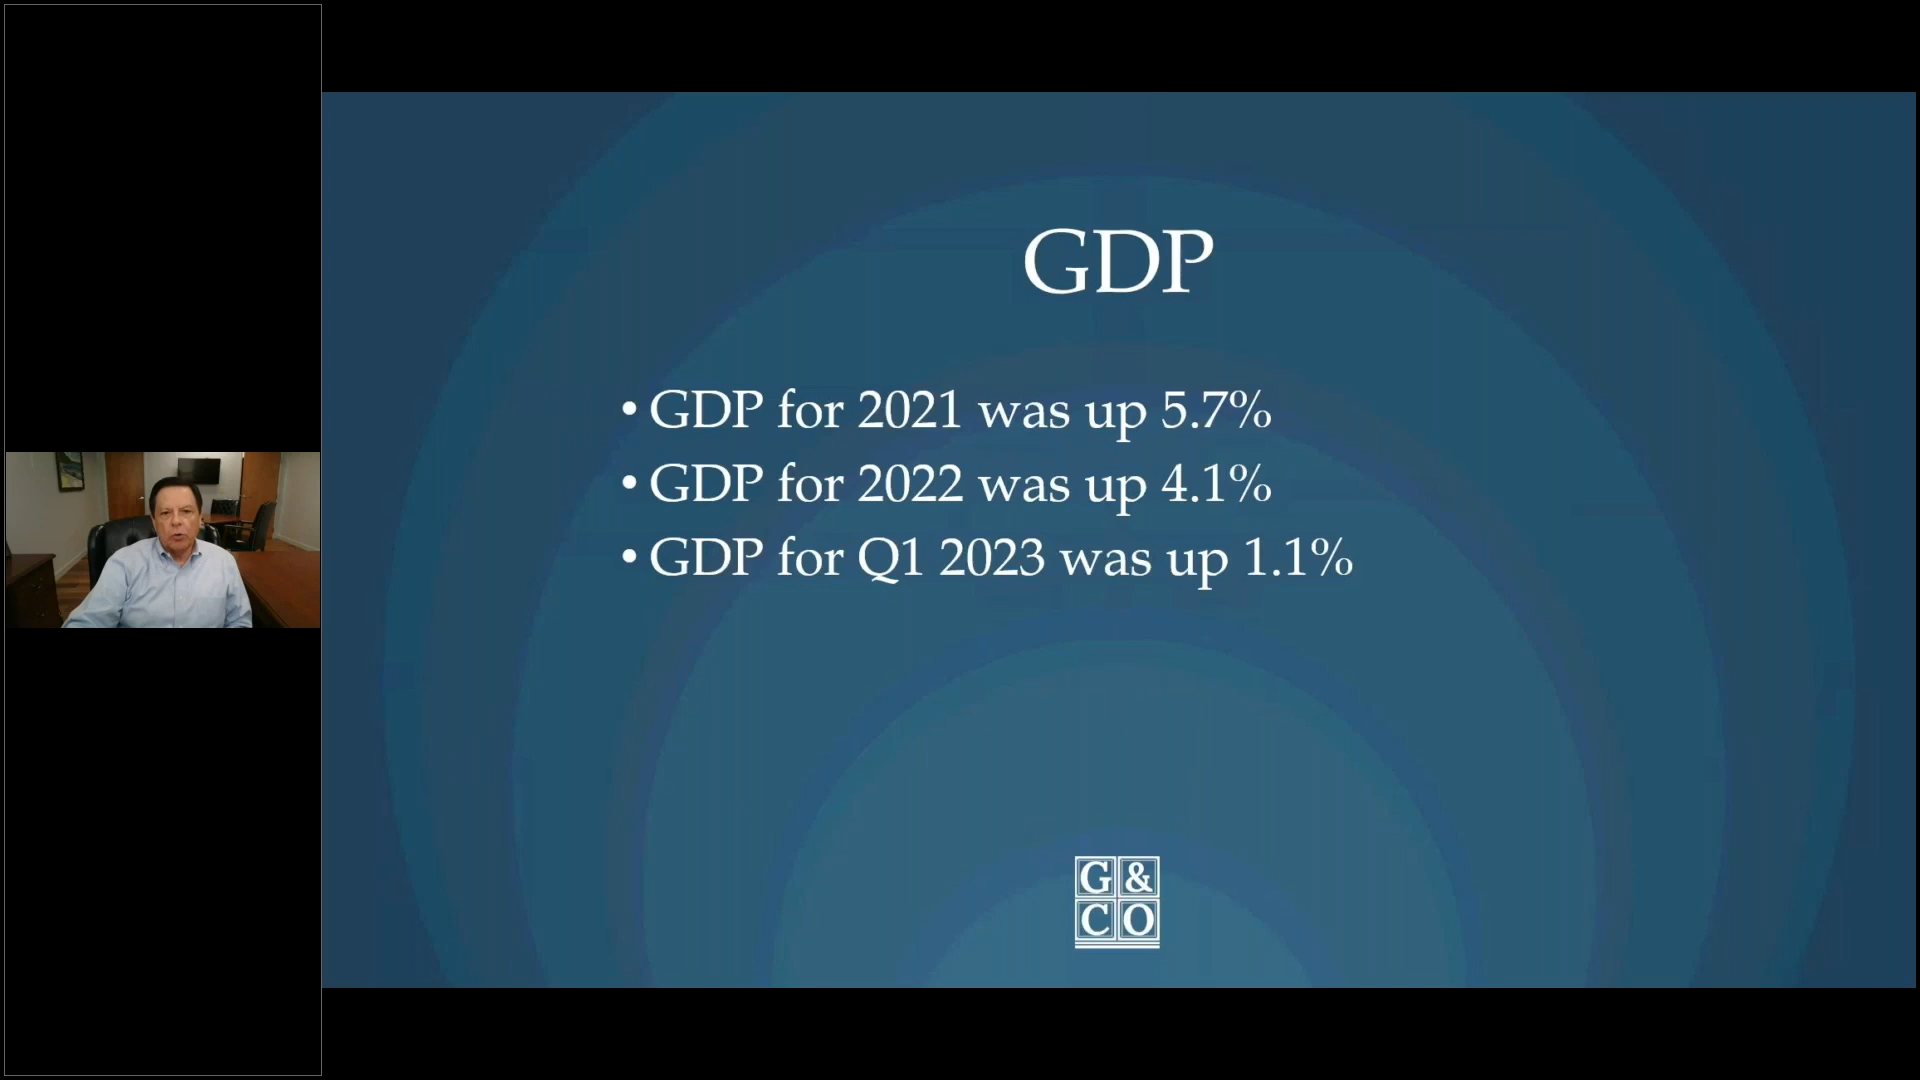 GDP
• GDP for 2021 was up 5.7%
• GDP for 2022 was up 4.1%
• GDP for Q1 2023 was up 1.1%
G &
CO